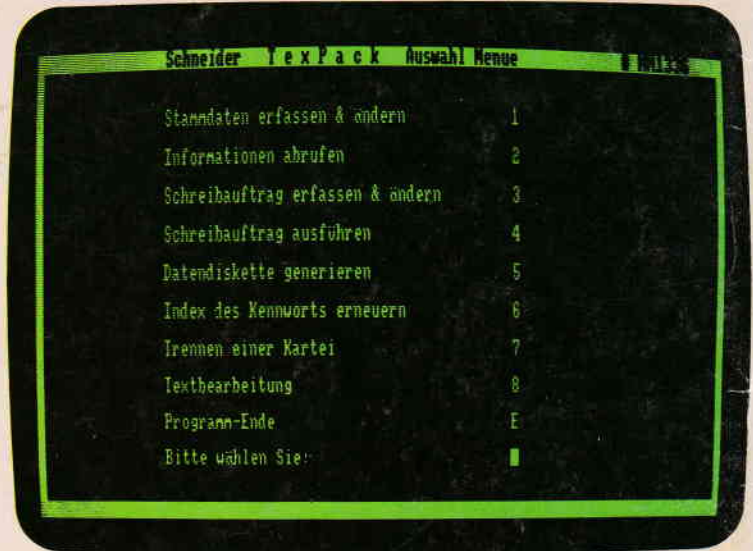 Schneider TexPack Auswahl Menue
Stammdaten erfassen & ändern 1
Informationen abrufen 2
Schreibauftrag erfassen & ändern 3
Schreibauftrag ausführen 4
Datendiskette generieren 5
Index des Kennworts erneuern 6
Trennen einer Kartei 7
Textbearbeitung 8
Programm-Ende E
Bitte wählen Sie: